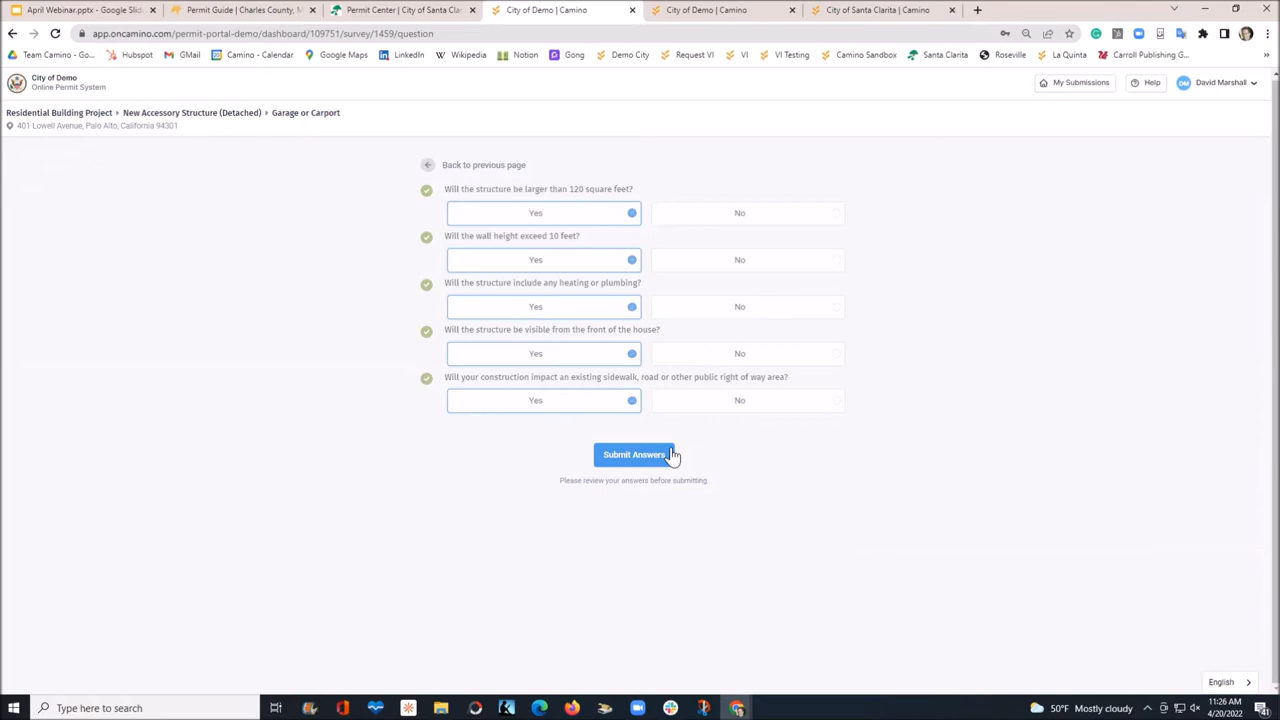 April Webinar.pptx - Google Slid
Permit Guide | Charles County, M
Permit Center | City of Santa Clar
City of Demo | Camino
City of Demo | Camino
City of Santa Clarita | Camino
app.oncamino.com/permit-portal-demo/dashboard/109751/survey/1459/question
Team Camino - Goo...
Hubspot
GMail
Camino - Calendar
Google Maps
LinkedIn
Wikipedia
Notion
Gong
Demo City
Request VI
VI
VI Testing
Camino Sandbox
Santa Clarita
Roseville
La Quinta
Carroll Publishing G...
City of Demo
Online Permit System
My Submissions
Help
DM
David Marshall
Residential Building Project
New Accessory Structure (Detached)
Garage or Carport
401 Lowell Avenue, Palo Alto, California 94301
Back to previous page
Will the structure be larger than 120 square feet?
Yes
No
Will the wall height exceed 10 feet?
Yes
No
Will the structure include any heating or plumbing?
Yes
No
Will the structure be visible from the front of the house?
Yes
No
Will your construction impact an existing sidewalk, road or other public right of way area?
Yes
No
Submit Answers
Please review your answers before submitting.
English
Type here to search
50°F Mostly cloudy
11:26 AM
4/20/2022